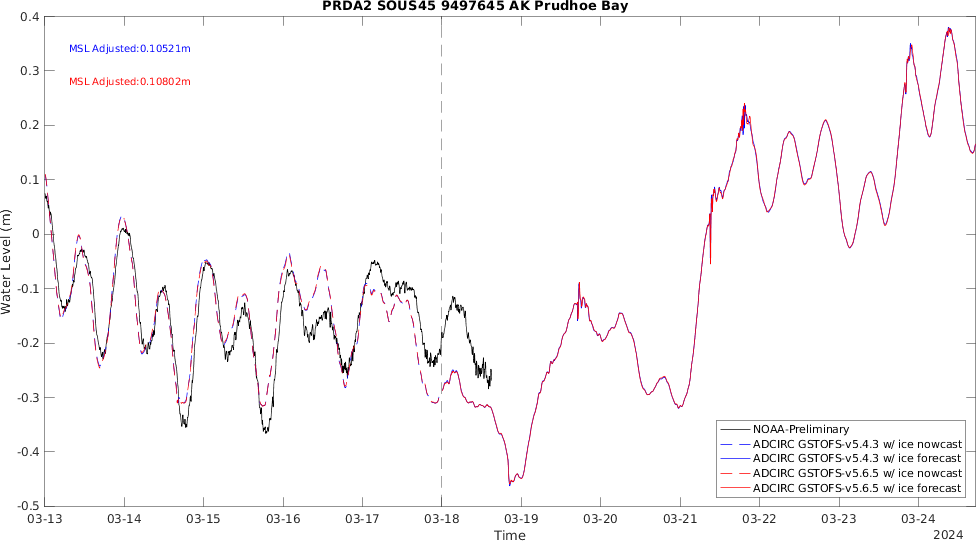 PRDA2 SOUS45 9497645 AK Prudhoe Bay
0.4
MSL Adjusted:0.10521m
0.3
MSL Adjusted:0.10802m
0.2
0.1
0
-0.1
-0.2
-0.3
-0.4
-0.5
Water Level (m)
NOAA-Preliminary
ADCIRC GSTOFS-v5.4.3 w/ ice nowcast
ADCIRC GSTOFS-v5.4.3 w/ ice forecast
ADCIRC GSTOFS-v5.6.5 w/ ice nowcast
ADCIRC GSTOFS-v5.6.5 w/ ice forecast
03-13 03-14 03-15 03-16 03-17 03-18 03-19 03-20 03-21 03-22 03-23 03-24
Time
2024